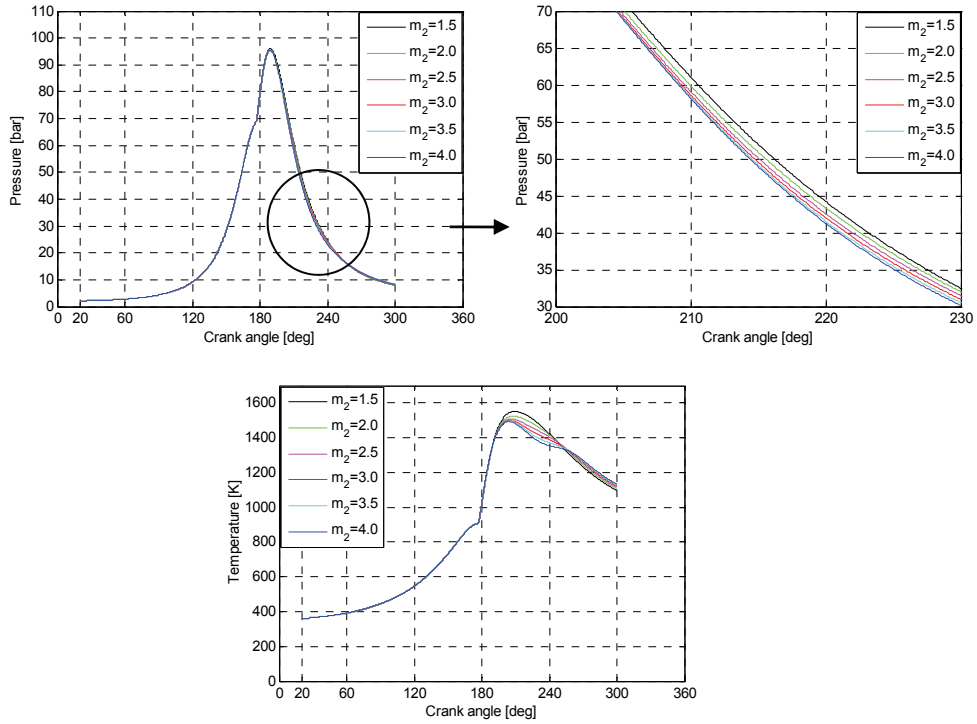 110
100
90
80
70
60
50
40
30
20
10
0
Pressure [bar]
0 20 60 120 180 240 300 360
Crank angle [deg]
m2=1.5
m2=2.0
m2=2.5
m2=3.0
m2=3.5
m2=4.0
70
65
60
55
50
45
40
35
30
Pressure [bar]
200 210 220 230
Crank angle [deg]
m2=1.5
m2=2.0
m2=2.5
m2=3.0
m2=3.5
m2=4.0
1600
1400
1200
1000
800
600
400
200
0
Temperature [K]
0 20 60 120 180 240 300 360
Crank angle [deg]
m2=1.5
m2=2.0
m2=2.5
m2=3.0
m2=3.5
m2=4.0